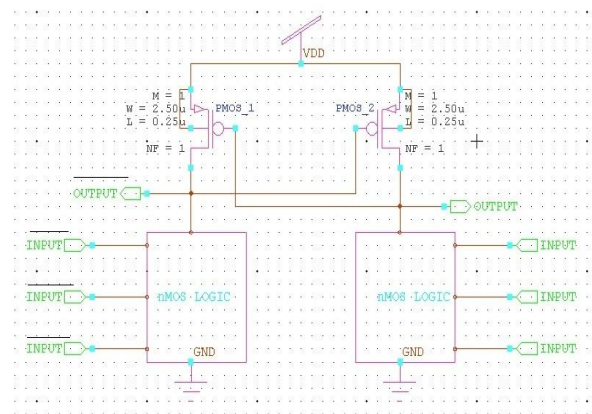 VDD
M = 1
W = 2.50u
L = 0.25u
NF = 1
PMOS_1
PMOS_2
M = 1
W = 2.50u
L = 0.25u
NF = 1
OUTPUT
OUTPUT
INPUT
INPUT
INPUT
nMOS LOGIC
GND
nMOS LOGIC
GND
INPUT
INPUT
INPUT